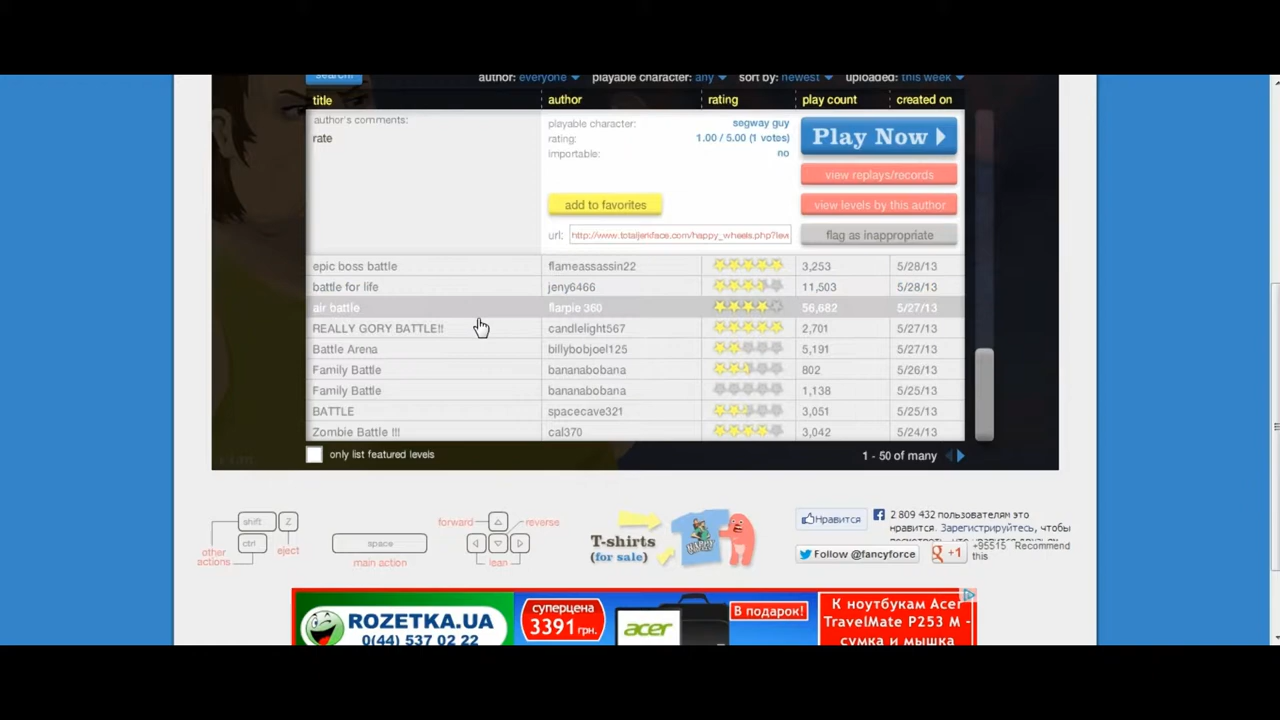 search!
author: everyone playable character: any sort by: newest uploaded: this week
title author rating play count created on
author's comments:
rate
playable character: segway guy
rating: 1.00 / 5.00 (1 votes)
importable: no
add to favorites
url: http://www.totaljerkface.com/happy_wheels.php?lev
Play Now
view replays/records
view levels by this author
flag as inappropriate
epic boss battle flameassassin22 3,253 5/28/13
battle for life jeny6466 11,503 5/28/13
air battle flarpie 360 56,682 5/27/13
REALLY GORY BATTLE!! candlelight567 2,701 5/27/13
Battle Arena billybobjoel125 5,191 5/27/13
Family Battle bananabobana 802 5/26/13
Family Battle bananabobana 1,138 5/25/13
BATTLE spacecave321 3,051 5/25/13
Zombie Battle !!! cal370 3,042 5/24/13
only list featured levels 1 - 50 of many
shift Z
ctrl
other actions
eject
space
main action
forward reverse
lean
T-shirts
(for sale)
Нравится
2 809 432 пользователям это
нравится. Зарегистрируйтесь, чтобы
Follow @fancyforce
+1
+95515 Recommend
this
ROZETKA.UA
0(44) 537 02 22
суперцена
3391 грн.
acer
В подарок!
К ноутбукам Acer
TravelMate P253 M -
сумка и мышка